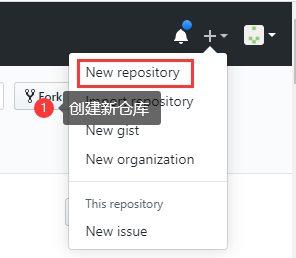 New repository
Fork
Import repository
1 创建新仓库
New gist
New organization
This repository
New issue